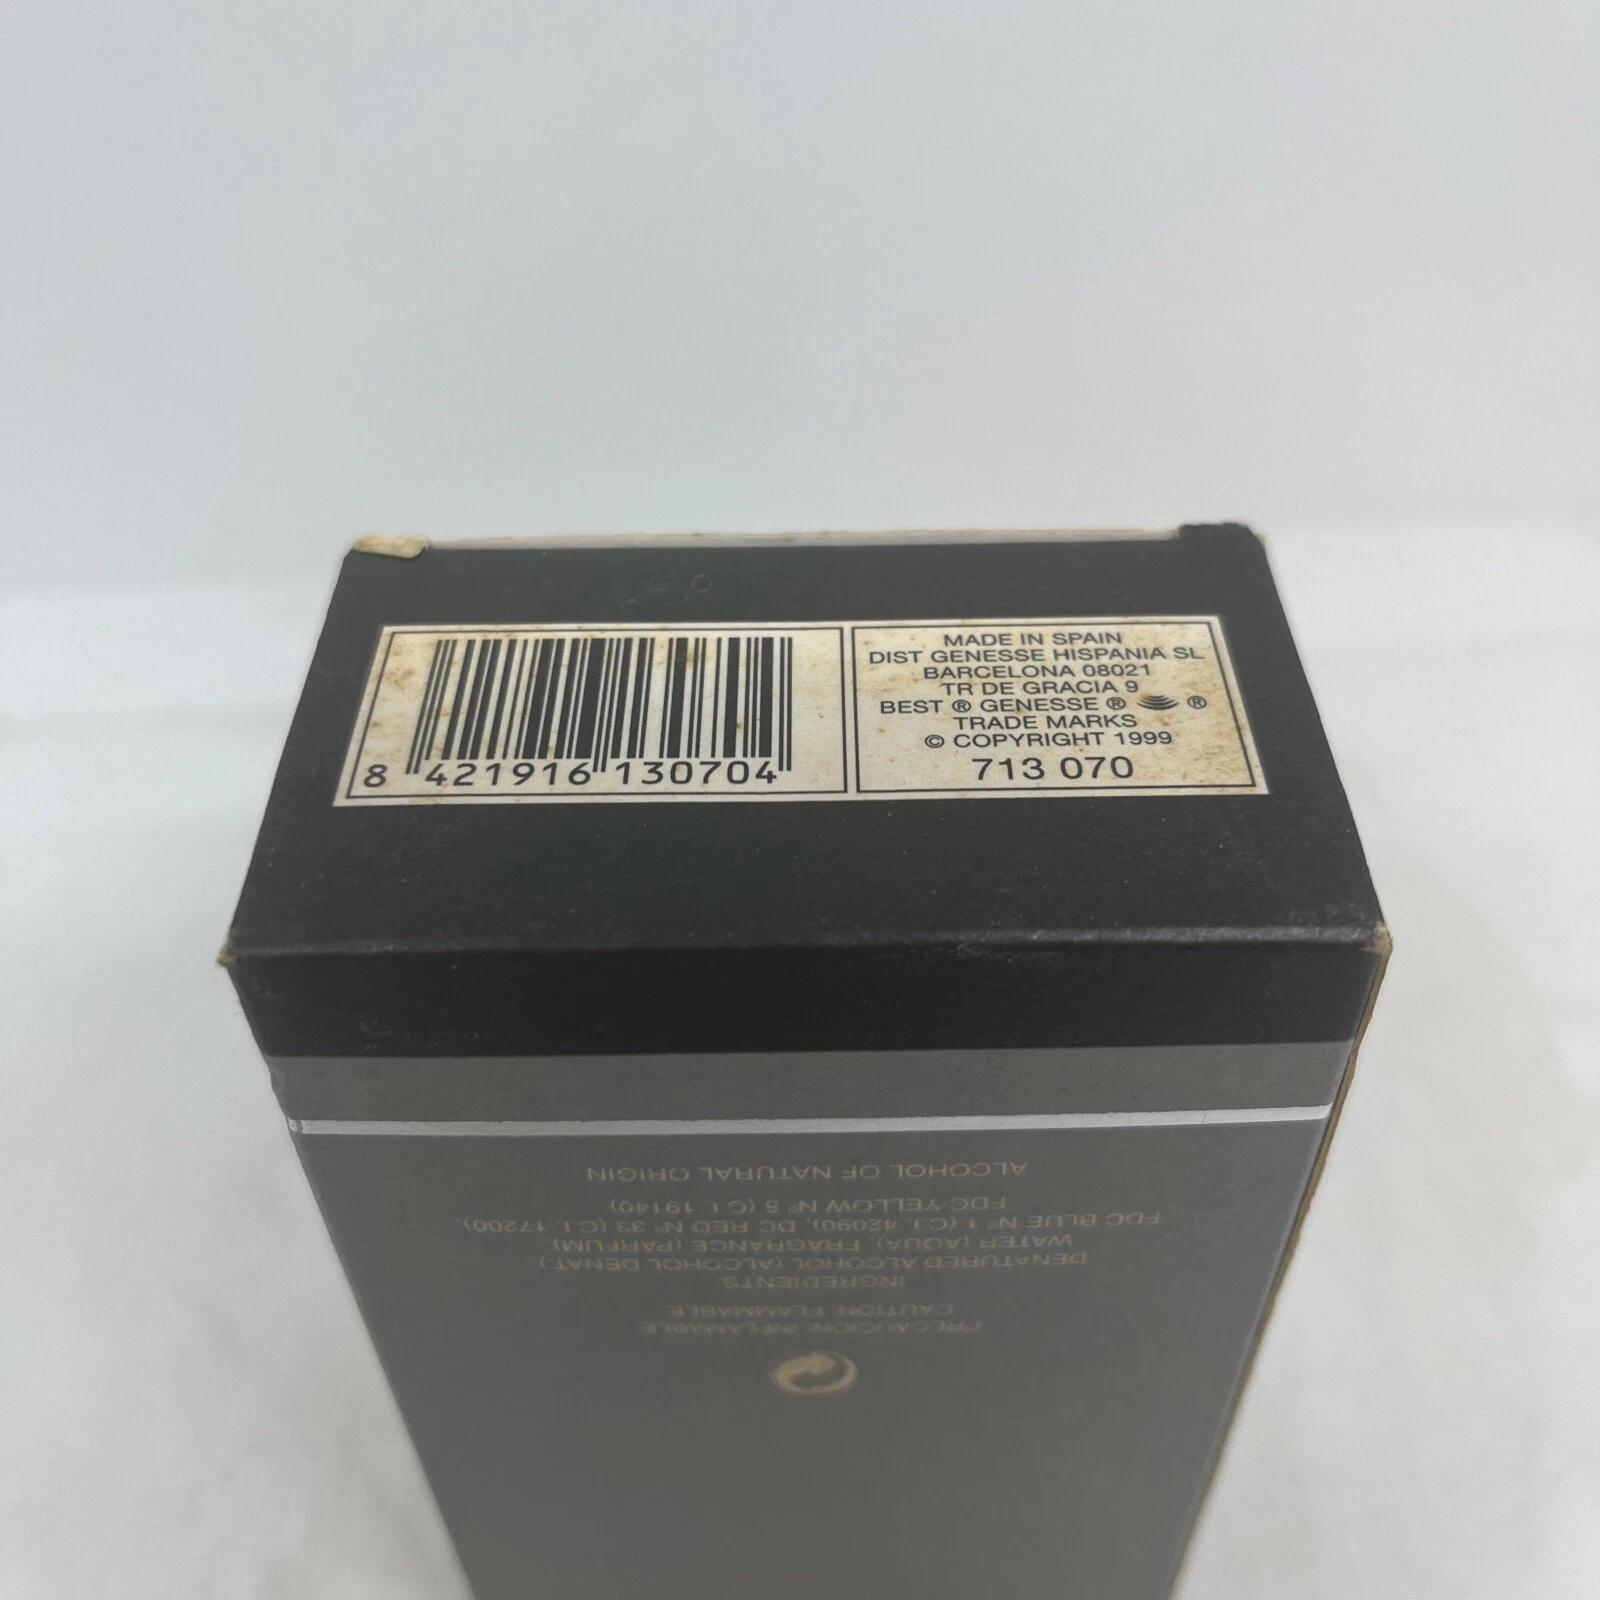 8 421916 130704
MADE IN SPAIN
DIST GENESSE HISPANIA SL
BARCELONA 08021
TR DE GRACIA 9
BEST ® GENESSE ® ®
TRADE MARKS
© COPYRIGHT 1999
713 070
PRECAUCION: INFLAMABLE
CAUTION: FLAMMABLE
INGREDIENTS:
DENATURED ALCOHOL (ALCOHOL DENAT.),
WATER (AQUA), FRAGRANCE (PARFUM),
FDC BLUE Nº 1 (C.I. 42090), DC RED Nº 33 (C.I. 17200),
FDC YELLOW Nº 5 (C.I. 19140)
ALCOHOL OF NATURAL ORIGIN